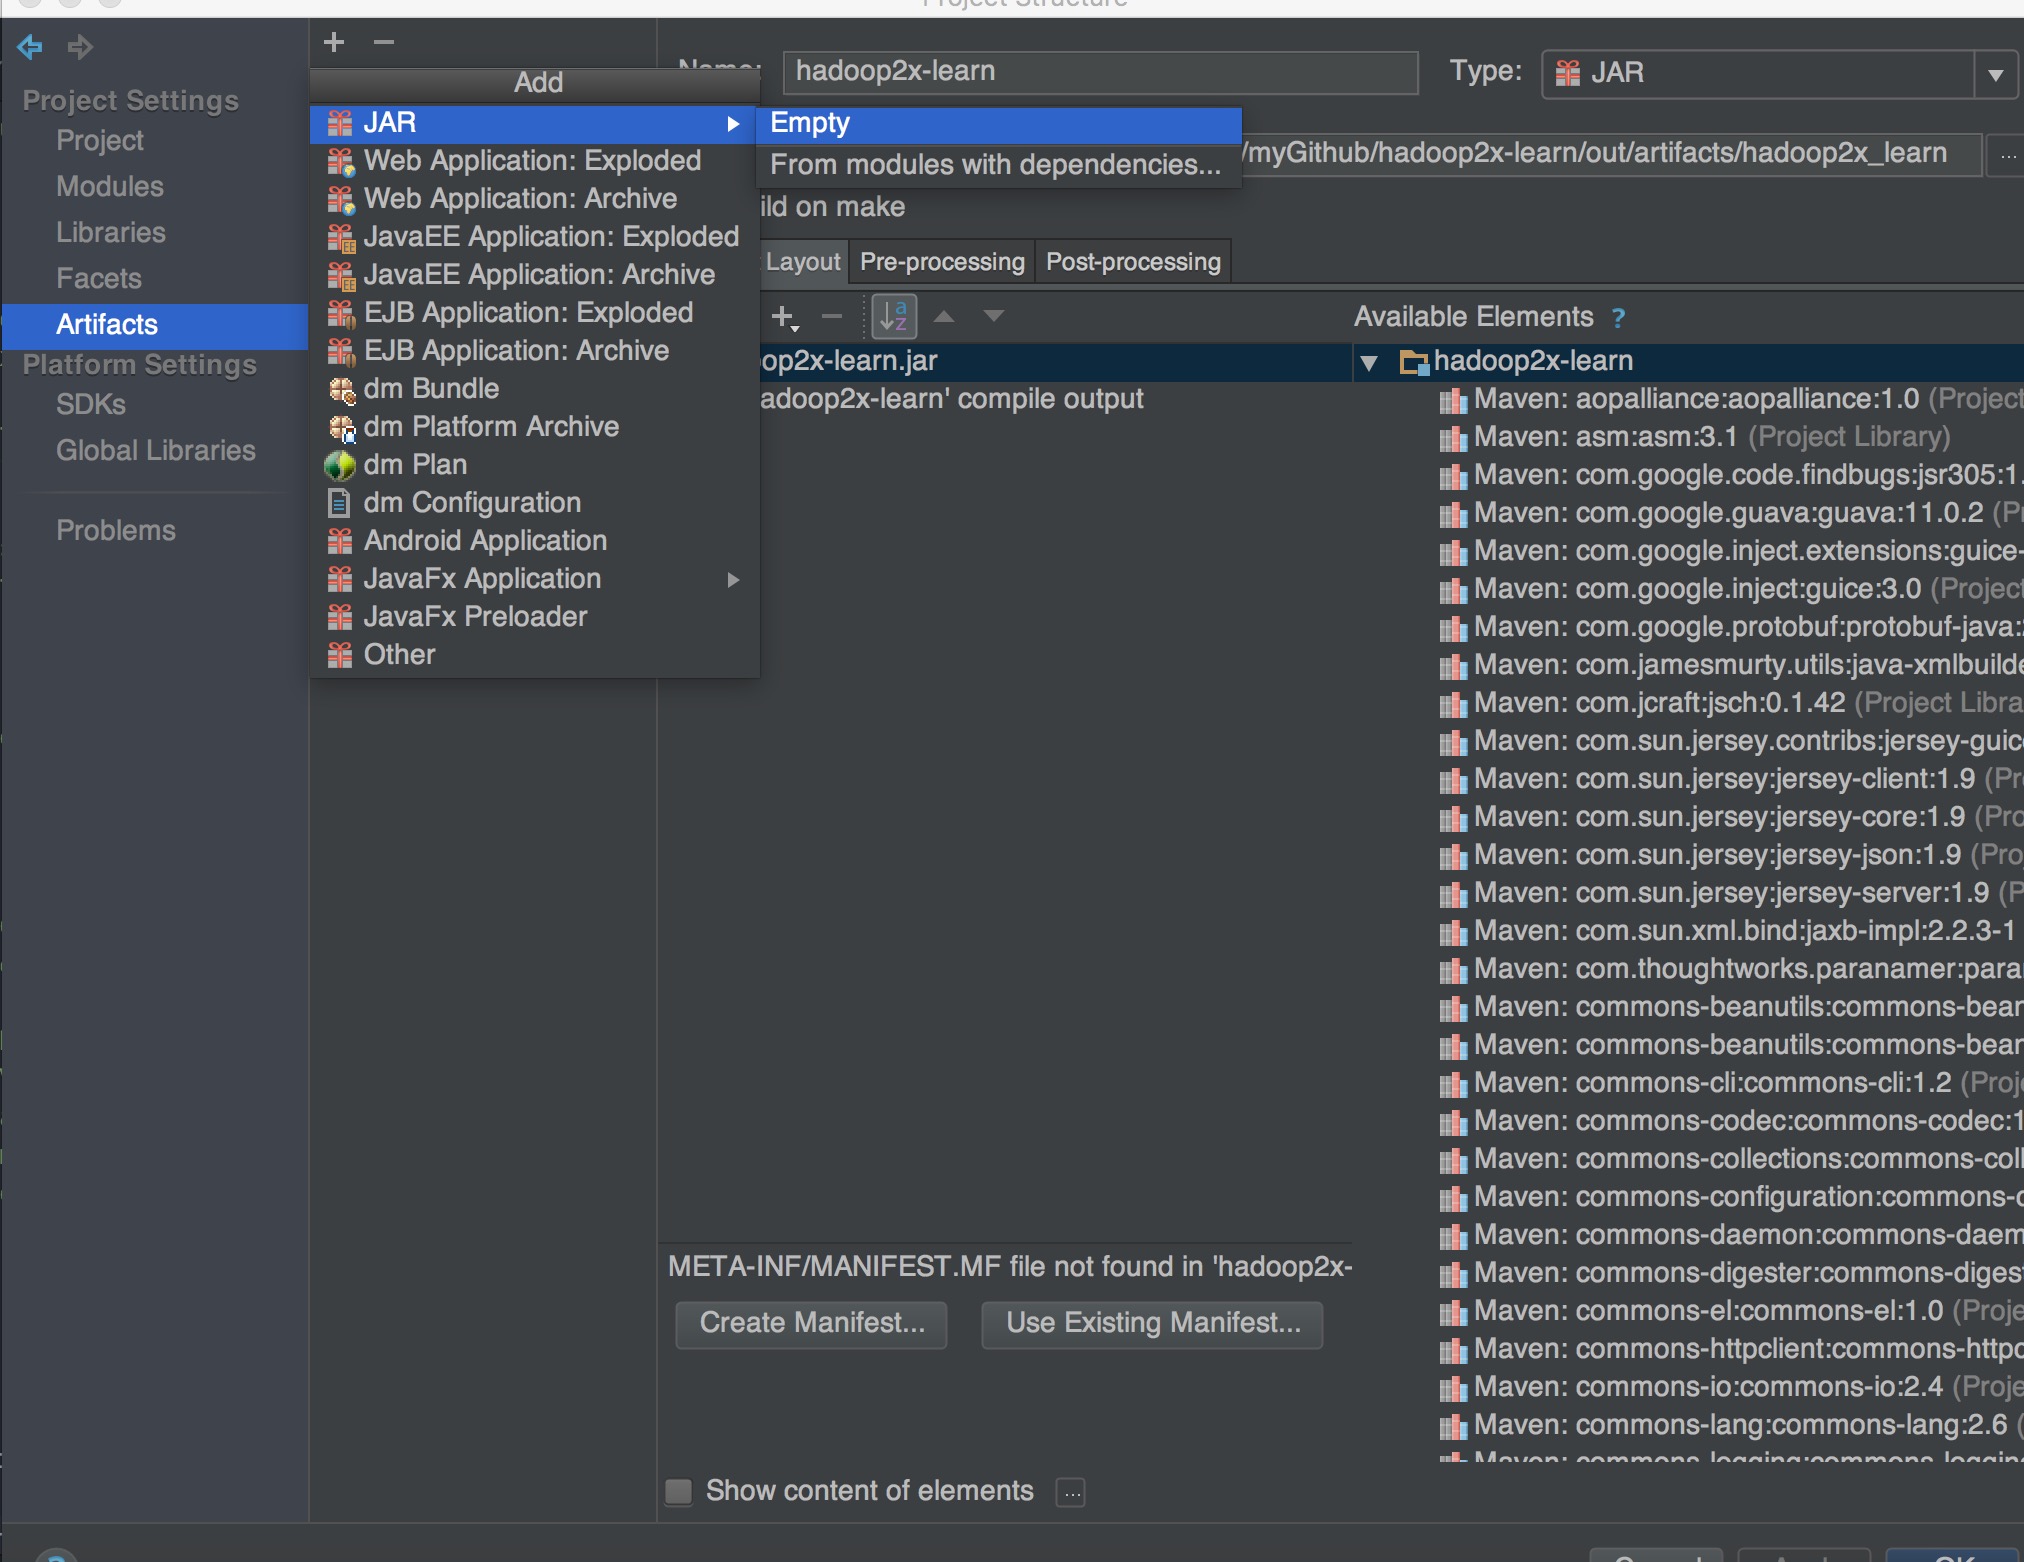 Project Structure
Project Settings
Project
Modules
Libraries
Facets
Artifacts
Platform Settings
SDKs
Global Libraries
Problems
Add
JAR
Web Application: Exploded
Web Application: Archive
JavaEE Application: Exploded
JavaEE Application: Archive
EJB Application: Exploded
EJB Application: Archive
dm Bundle
dm Platform Archive
dm Plan
dm Configuration
Android Application
JavaFx Application
JavaFx Preloader
Other
Empty
From modules with dependencies...
Name: hadoop2x-learn
Type: JAR
/myGithub/hadoop2x-learn/out/artifacts/hadoop2x_learn
...
ild on make
Layout Pre-processing Post-processing
Available Elements ?
op2x-learn.jar
adoop2x-learn' compile output
hadoop2x-learn
Maven: aopalliance:aopalliance:1.0 (Project
Maven: asm:asm:3.1 (Project Library)
Maven: com.google.code.findbugs:jsr305:1.
Maven: com.google.guava:guava:11.0.2 (Pr
Maven: com.google.inject.extensions:guice-
Maven: com.google.inject:guice:3.0 (Project
Maven: com.google.protobuf:protobuf-java:
Maven: com.jamesmurty.utils:java-xmlbuilde
Maven: com.jcraft:jsch:0.1.42 (Project Libra
Maven: com.sun.jersey.contribs:jersey-guic
Maven: com.sun.jersey:jersey-client:1.9 (Pr
Maven: com.sun.jersey:jersey-core:1.9 (Pro
Maven: com.sun.jersey:jersey-json:1.9 (Pro
Maven: com.sun.jersey:jersey-server:1.9 (P
Maven: com.sun.xml.bind:jaxb-impl:2.2.3-1
Maven: com.thoughtworks.paranamer:para
Maven: commons-beanutils:commons-bean
Maven: commons-beanutils:commons-bean
Maven: commons-cli:commons-cli:1.2 (Proj
Maven: commons-codec:commons-codec:1
Maven: commons-collections:commons-coll
Maven: commons-configuration:commons-c
Maven: commons-daemon:commons-daem
Maven: commons-digester:commons-diges
Maven: commons-el:commons-el:1.0 (Proje
Maven: commons-httpclient:commons-httpc
Maven: commons-io:commons-io:2.4 (Proje
Maven: commons-lang:commons-lang:2.6 (
Maven: commons-logging:commons-logging
META-INF/MANIFEST.MF file not found in 'hadoop2x-
Create Manifest... Use Existing Manifest...
Show content of elements ...